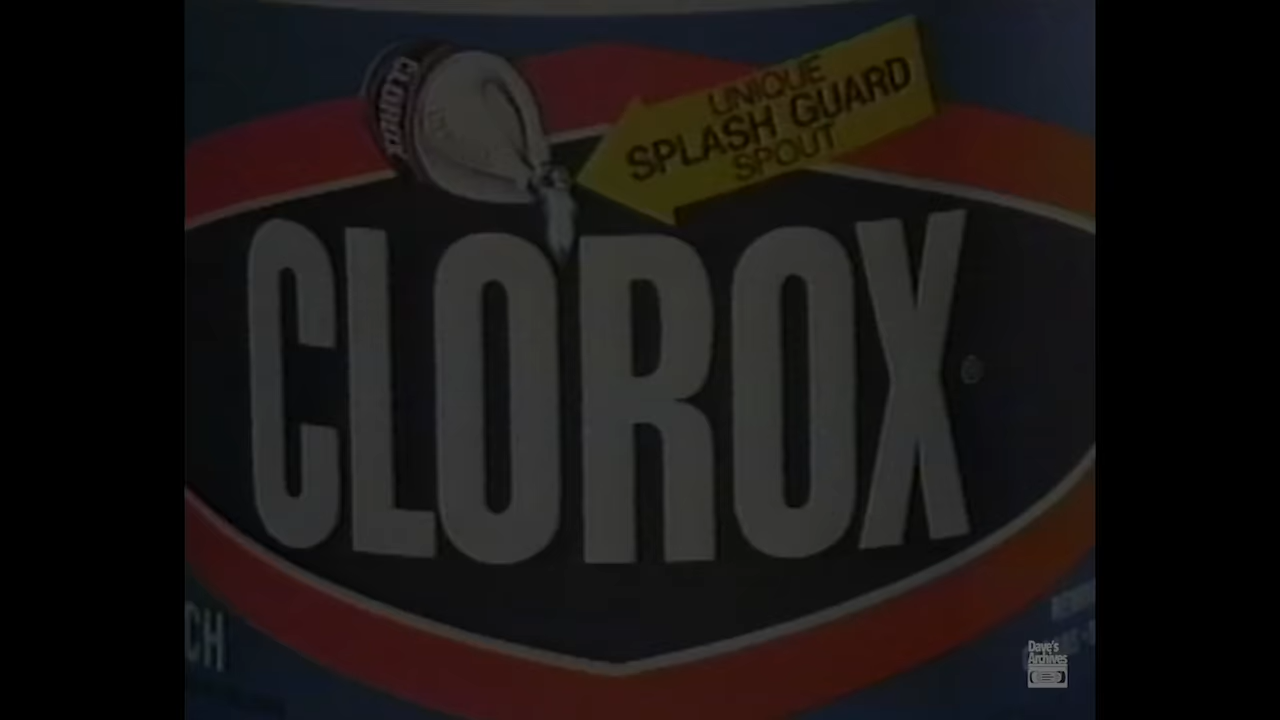 CLOROX
UNIQUE
SPLASH GUARD
SPOUT
CLOROX
®
CH
Dave's
Archives